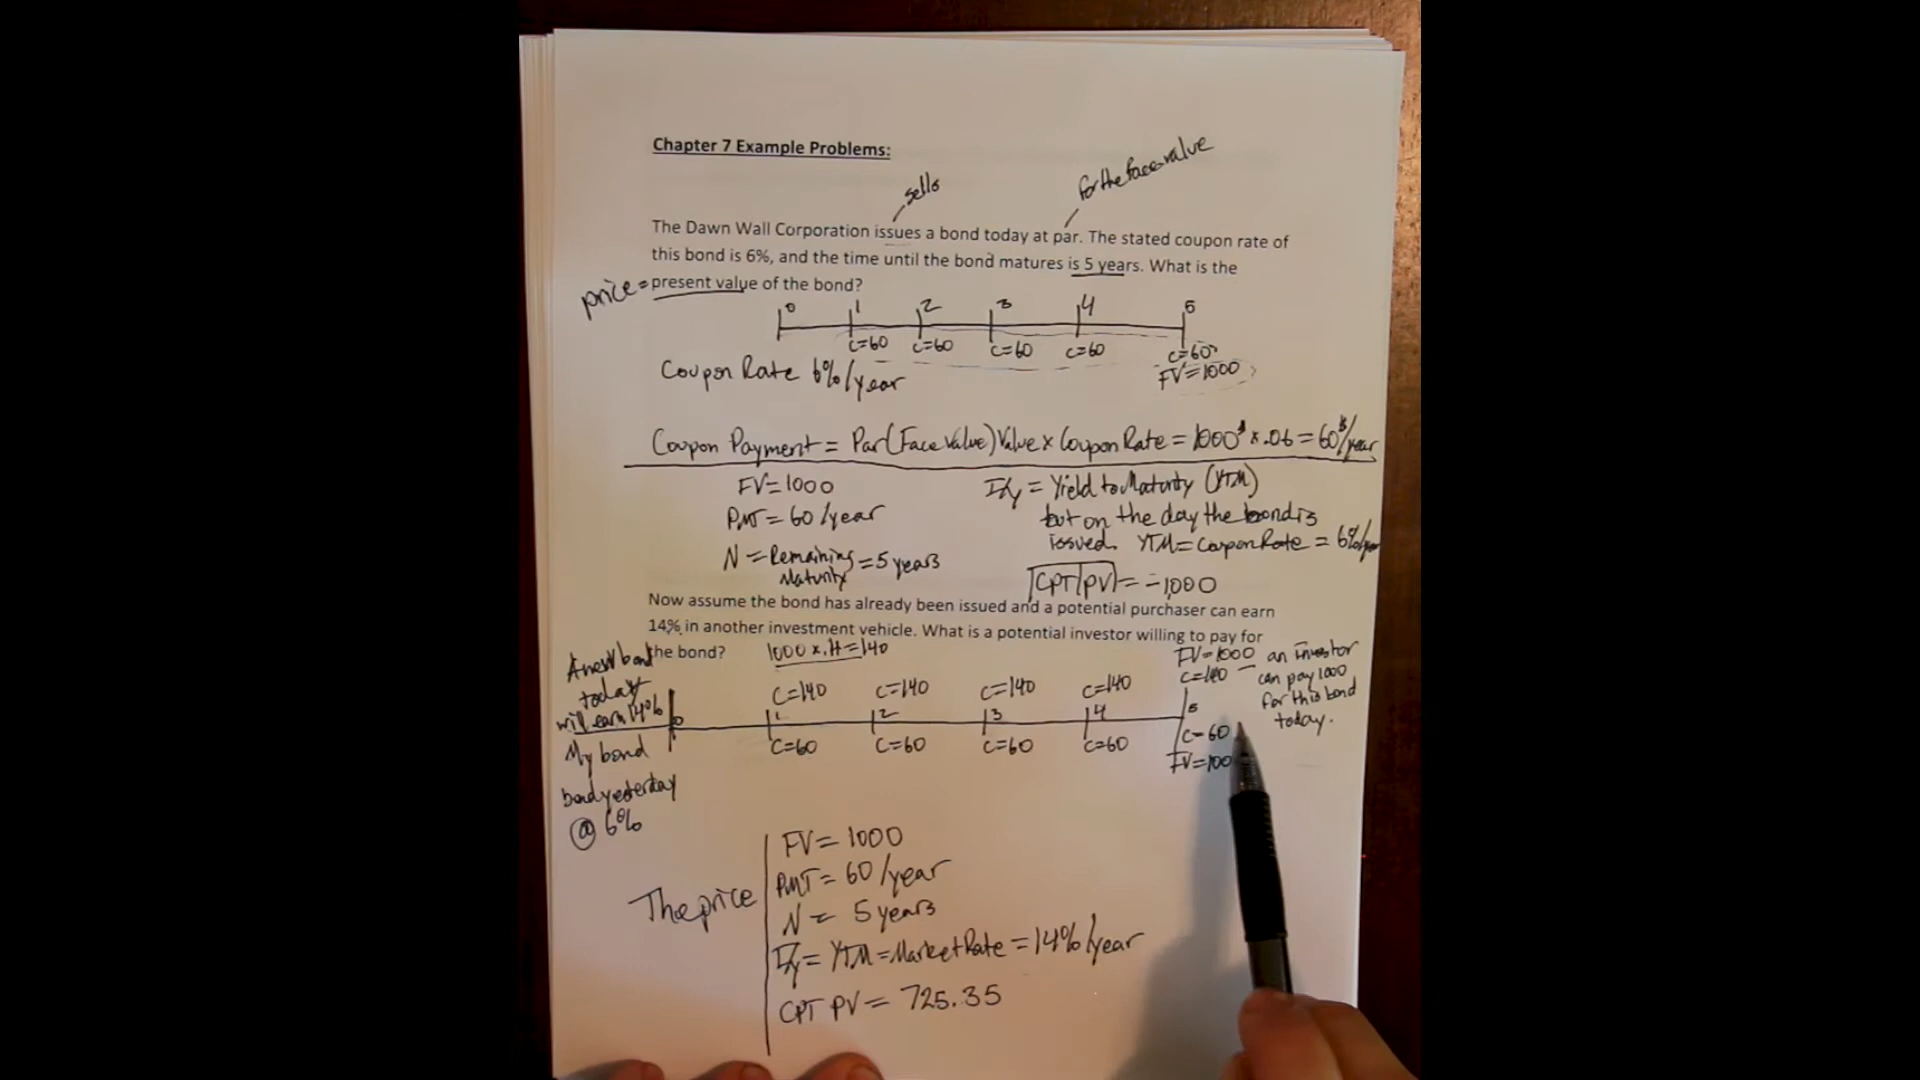 Chapter 7 Example Problems:
sells
for the face value
The Dawn Wall Corporation issues a bond today at par. The stated coupon rate of
this bond is 6%, and the time until the bond matures is 5 years. What is the
price = present value of the bond?
0 1 2 3 4 5
C=60 C=60 C=60 C=60 C=60
FV=1000
Coupon Rate 6%/year
Coupon Payment = Par (Face Value) Value x Coupon Rate = 1000$ x .06 = 60$/year
FV=1000
PMT = 60/year
N = Remaining Maturity = 5 years
I/y = Yield to Maturity (YTM)
but on the day the bond is
issued YTM = Coupon Rate = 6%/year
CPT PV = -1,000
Now assume the bond has already been issued and a potential purchaser can earn
14% in another investment vehicle. What is a potential investor willing to pay for
the bond?
1000 x .14 = 140
A new bond
today
will earn 14%
C=140 C=140 C=140 C=140
FV=1000
C=140
— an investor
can pay 1000
for this bond
today.
0 1 2 3 4 5
C=60 C=60 C=60 C=60 C=60
FV=100
My bond
bond yesterday
@ 6%
The price
FV = 1000
PMT = 60/year
N = 5 years
I/y = YTM = Market Rate = 14%/year
CPT PV = 725.35